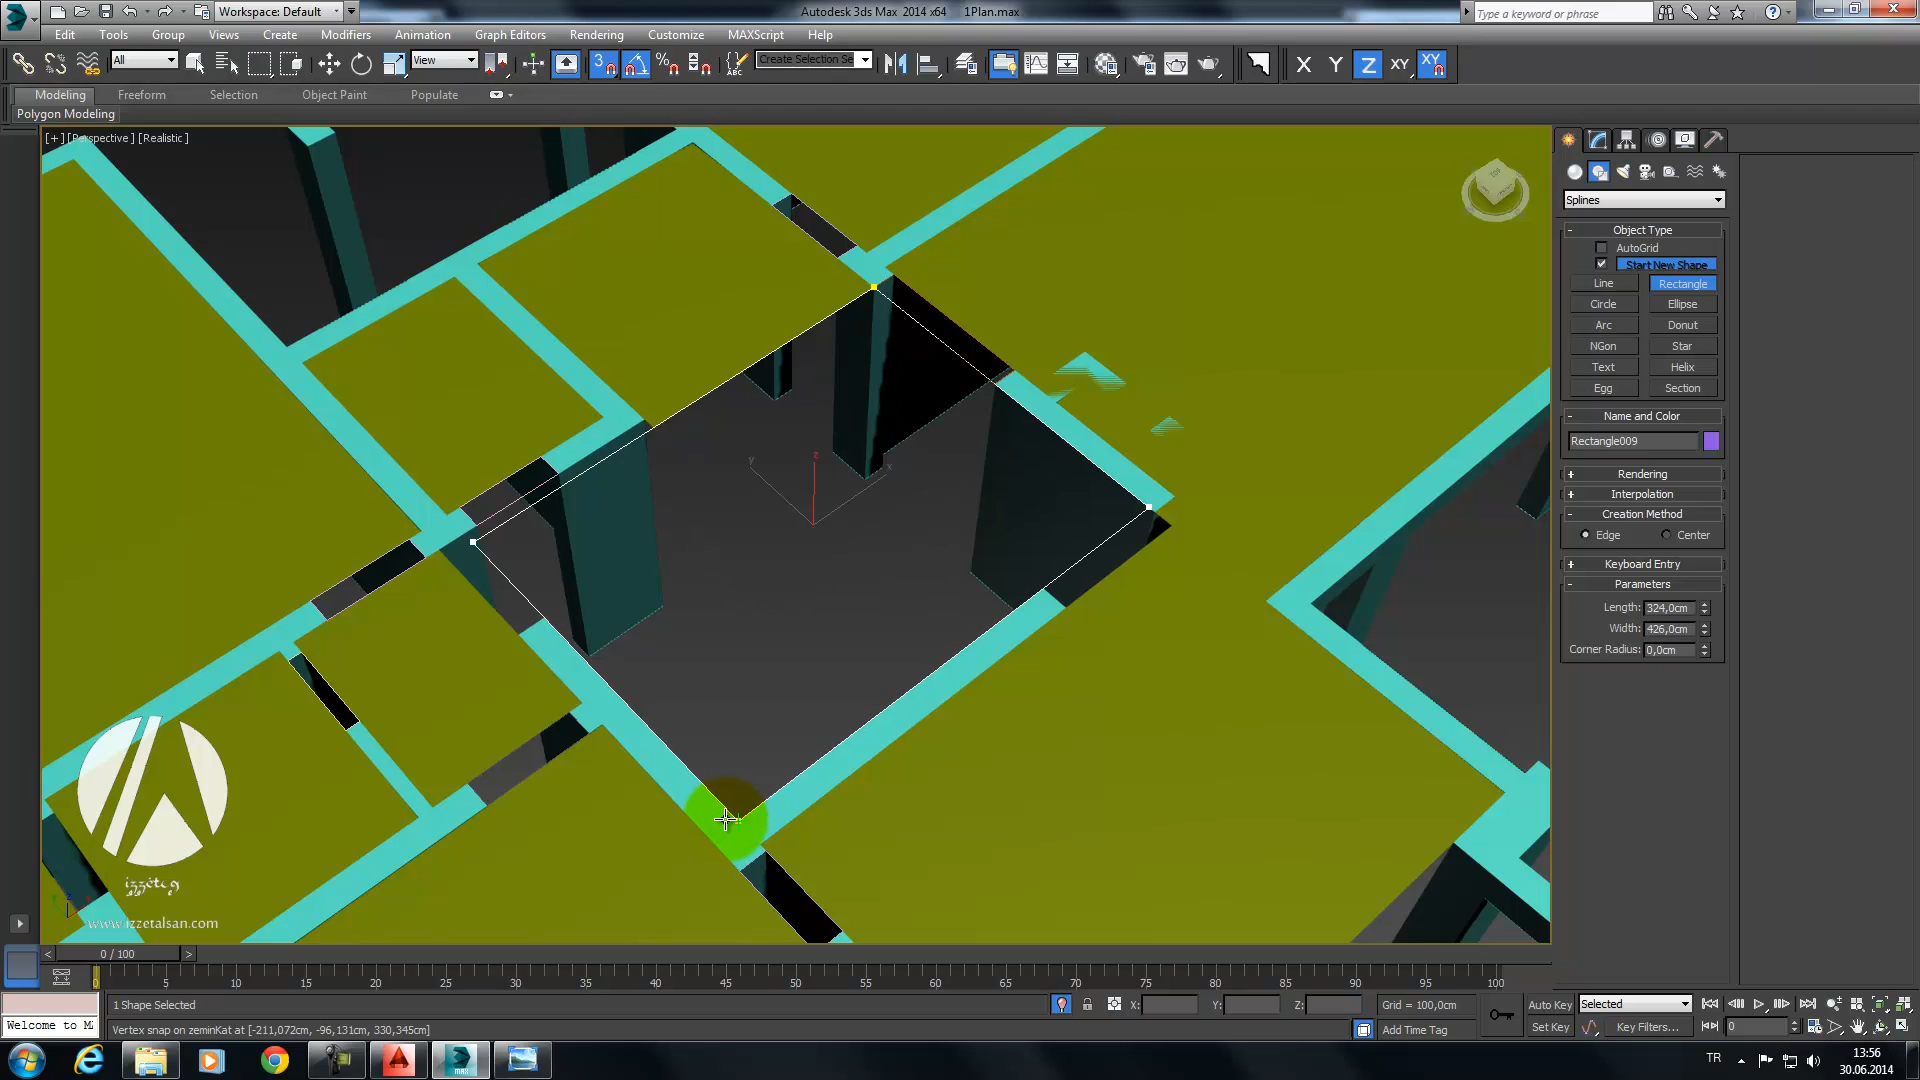 Workspace: Default
Autodesk 3ds Max 2014 x64 1Plan.max
Type a keyword or phrase
Edit Tools Group Views Create Modifiers Animation Graph Editors Rendering Customize MAXScript Help
All
View
3
Create Selection Se
X Y Z XY XY
Modeling Freeform Selection Object Paint Populate
Polygon Modeling
[+] [Perspective ] [Realistic ]
Splines
- Object Type
AutoGrid
Start New Shape
Line Rectangle
Circle Ellipse
Arc Donut
NGon Star
Text Helix
Egg Section
- Name and Color
Rectangle009
+ Rendering
+ Interpolation
- Creation Method
Edge Center
+ Keyboard Entry
- Parameters
Length: 324,0cm
Width: 426,0cm
Corner Radius: 0,0cm
z
y
x
www.izzetalsan.com
< 0 / 100 >
0 5 10 15 20 25 30 35 40 45 50 55 60 65 70 75 80 85 90 95 100
1 Shape Selected
X: Y: Z: Grid = 100,0cm
Auto Key Selected
Welcome to
Vertex snap on zeminKat at [-211,072cm, -96,131cm, 330,345cm]
Add Time Tag
Set Key Key Filters... 0
TR
13:56
30.06.2014